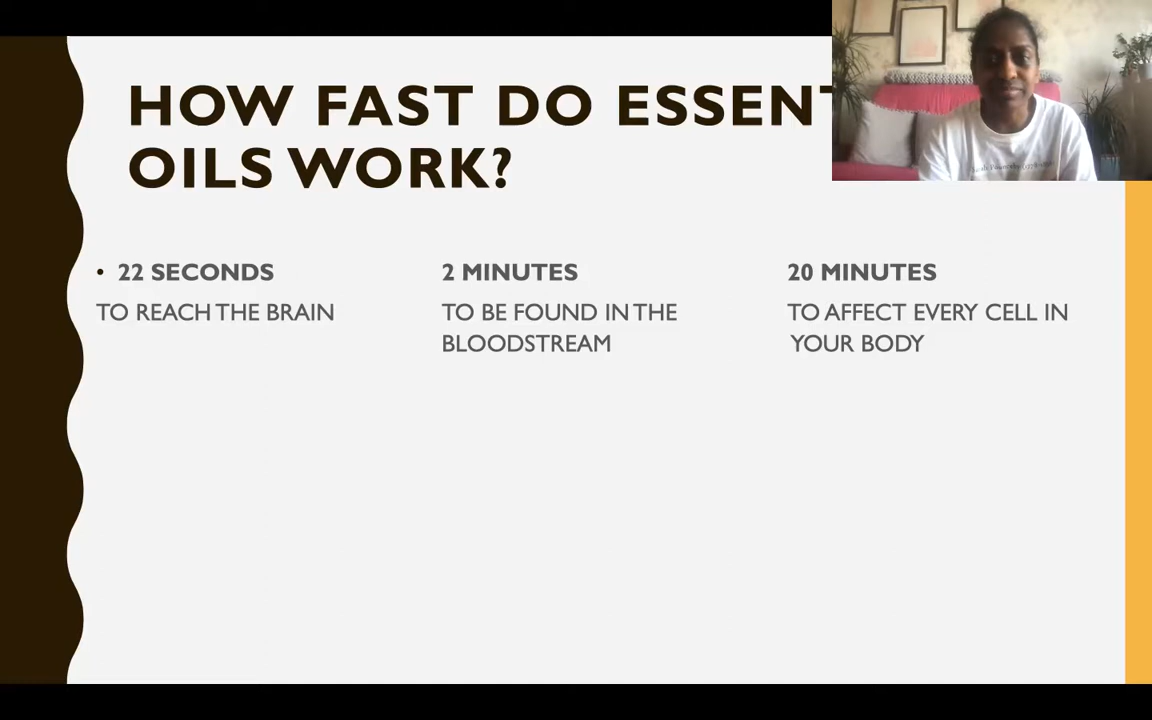 HOW FAST DO ESSENT
OILS WORK?
• 22 SECONDS
TO REACH THE BRAIN
2 MINUTES
TO BE FOUND IN THE
BLOODSTREAM
20 MINUTES
TO AFFECT EVERY CELL IN
YOUR BODY